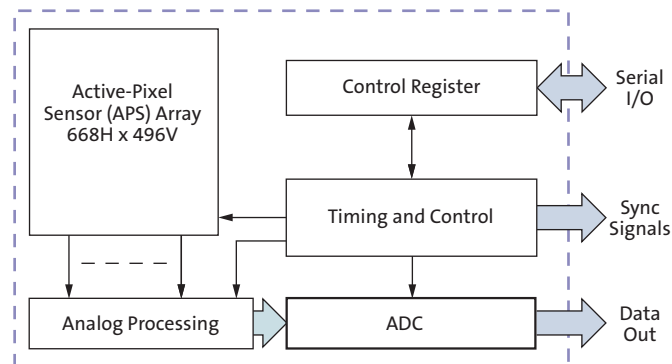 Active-Pixel
Sensor (APS) Array
668H x 496V
Control Register
Serial
I/O
Timing and Control
Sync
Signals
Analog Processing
ADC
Data
Out